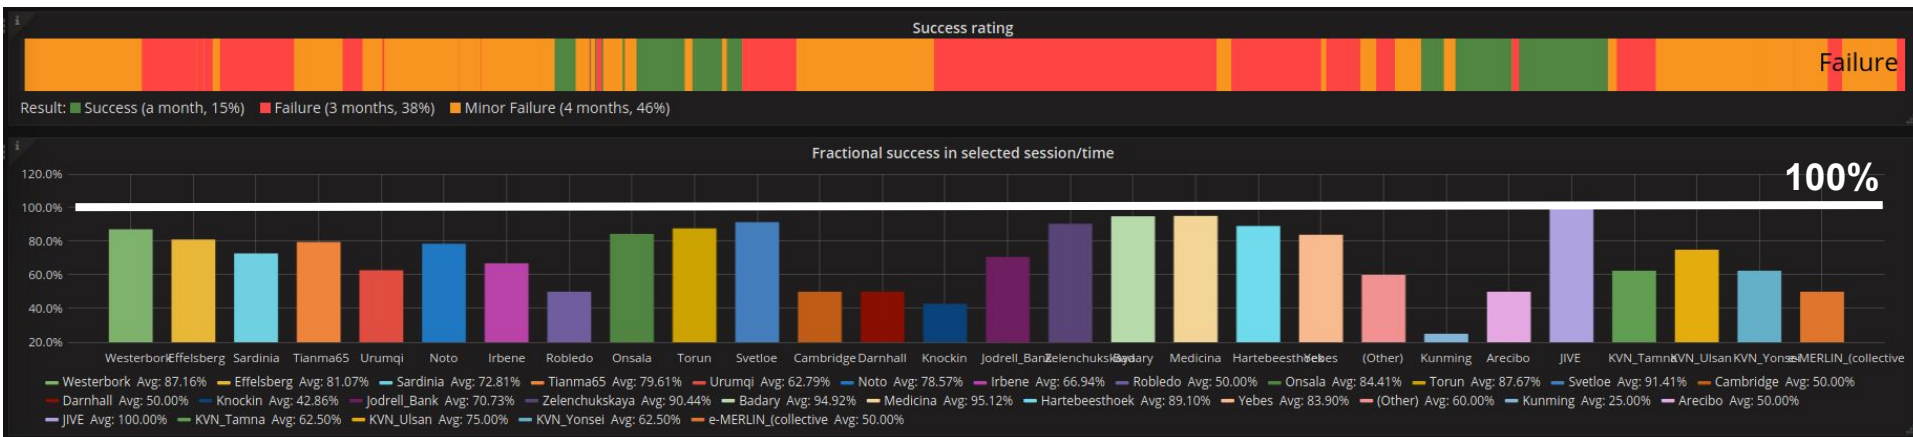 Success rating
Failure
Result: Success (a month, 15%) Failure (3 months, 38%) Minor Failure (4 months, 46%)
Fractional success in selected session/time
120.0%
100%
100.0%
80.0%
60.0%
40.0%
20.0%
Westerbork Effelsberg Sardinia Tianma65 Urumqi Noto Irbene Robledo Onsala Torun Svetloe Cambridge Darnhall Knockin Jodrell_Bank Zelenchukskaya Badary Medicina Hartebeesthoek Yebes (Other) Kunming Arecibo JIVE KVN_Tamna KVN_Ulsan KVN_Yonsei e-MERLIN_(collective
Westerbork Avg: 87.16% Effelsberg Avg: 81.07% Sardinia Avg: 72.81% Tianma65 Avg: 79.61% Urumqi Avg: 62.79% Noto Avg: 78.57% Irbene Avg: 66.94% Robledo Avg: 50.00% Onsala Avg: 84.41% Torun Avg: 87.67% Svetloe Avg: 91.41% Cambridge Avg: 50.00%
Darnhall Avg: 50.00% Knockin Avg: 42.86% Jodrell_Bank Avg: 70.73% Zelenchukskaya Avg: 90.44% Badary Avg: 94.92% Medicina Avg: 95.12% Hartebeesthoek Avg: 89.10% Yebes Avg: 83.90% (Other) Avg: 60.00% Kunming Avg: 25.00% Arecibo Avg: 50.00%
JIVE Avg: 100.00% KVN_Tamna Avg: 62.50% KVN_Ulsan Avg: 75.00% KVN_Yonsei Avg: 62.50% e-MERLIN_(collective Avg: 50.00%